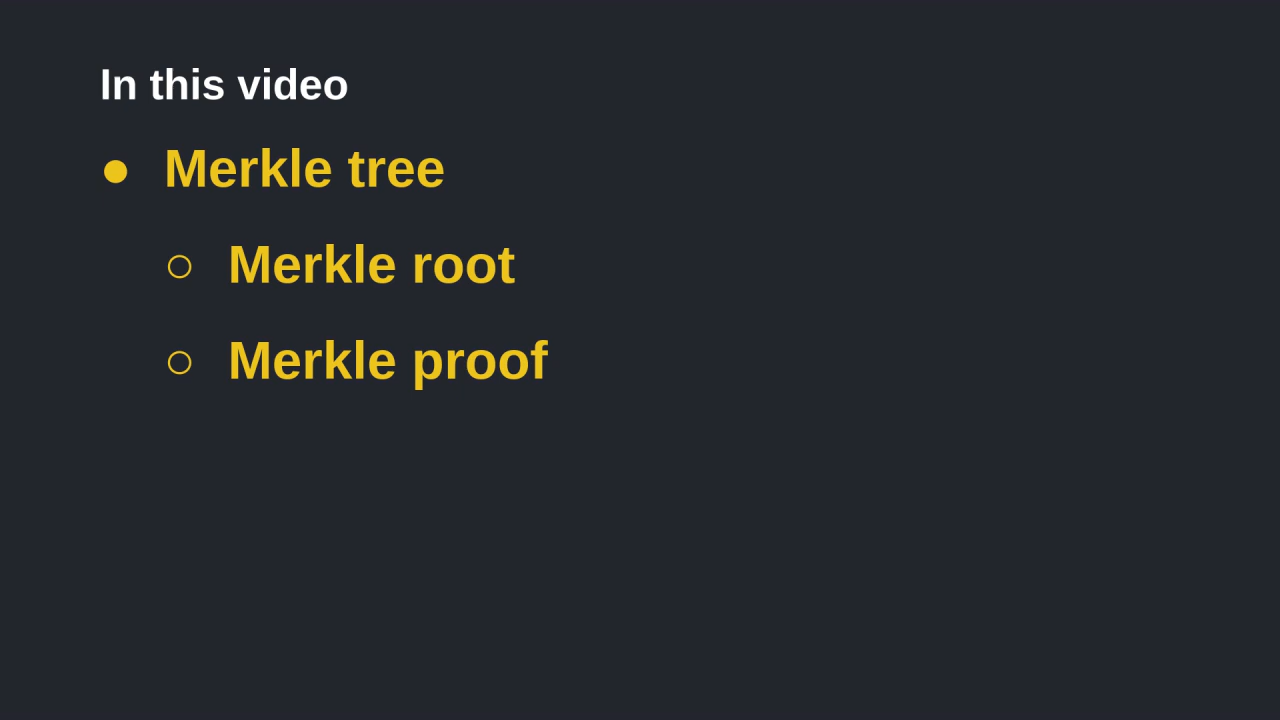 In this video
● Merkle tree
○ Merkle root
○ Merkle proof